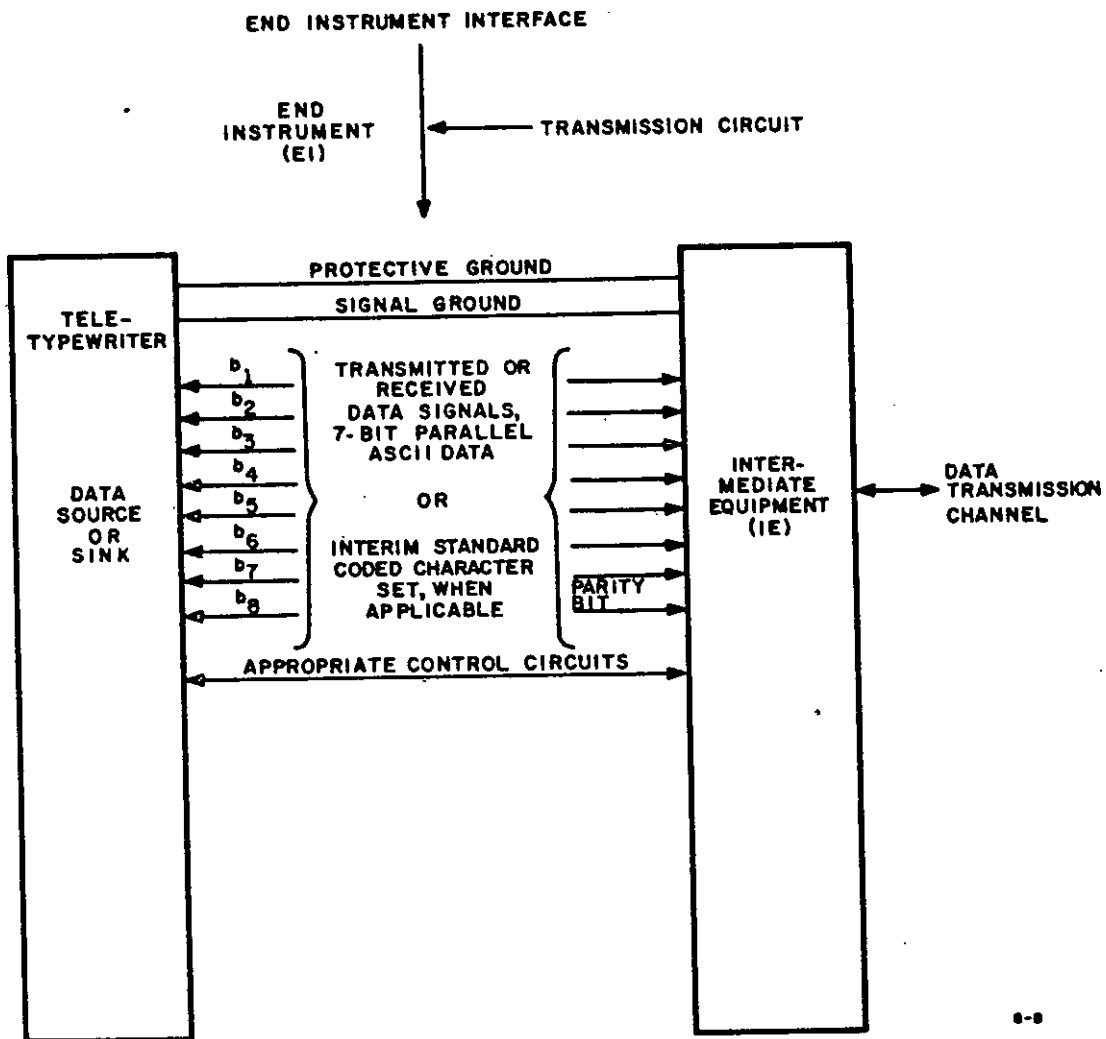 END INSTRUMENT INTERFACE
END
INSTRUMENT
(EI)
TRANSMISSION CIRCUIT
PROTECTIVE GROUND
SIGNAL GROUND
TELE-
TYPEWRITER
b1
b2
b3
b4
b5
b6
b7
b8
TRANSMITTED OR
RECEIVED
DATA SIGNALS,
7-BIT PARALLEL
ASCII DATA
OR
INTERIM STANDARD
CODED CHARACTER
SET, WHEN
APPLICABLE
PARITY
BIT
DATA
SOURCE
OR
SINK
INTER-
MEDIATE
EQUIPMENT
(IE)
DATA
TRANSMISSION
CHANNEL
APPROPRIATE CONTROL CIRCUITS